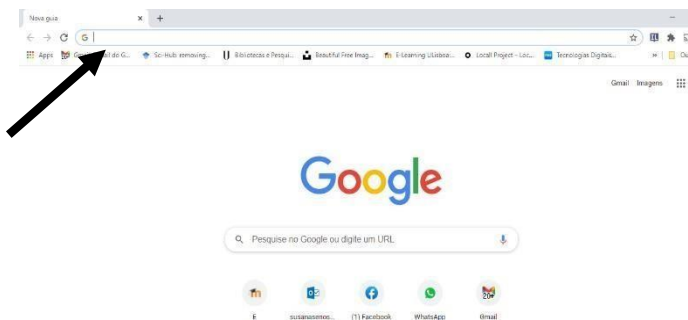 Nova guia
G
Apps
Sci-Hub: removing...
Bibliotecas e Pesqui...
Beautiful Free Imag...
E-Learning ULisboa...
Locall Project - Loc...
Tecnologias Digitais...
»
Gmail Imagens
Google
Pesquise no Google ou digite um URL
E
susanasenos...
(1) Facebook
WhatsApp
Gmail